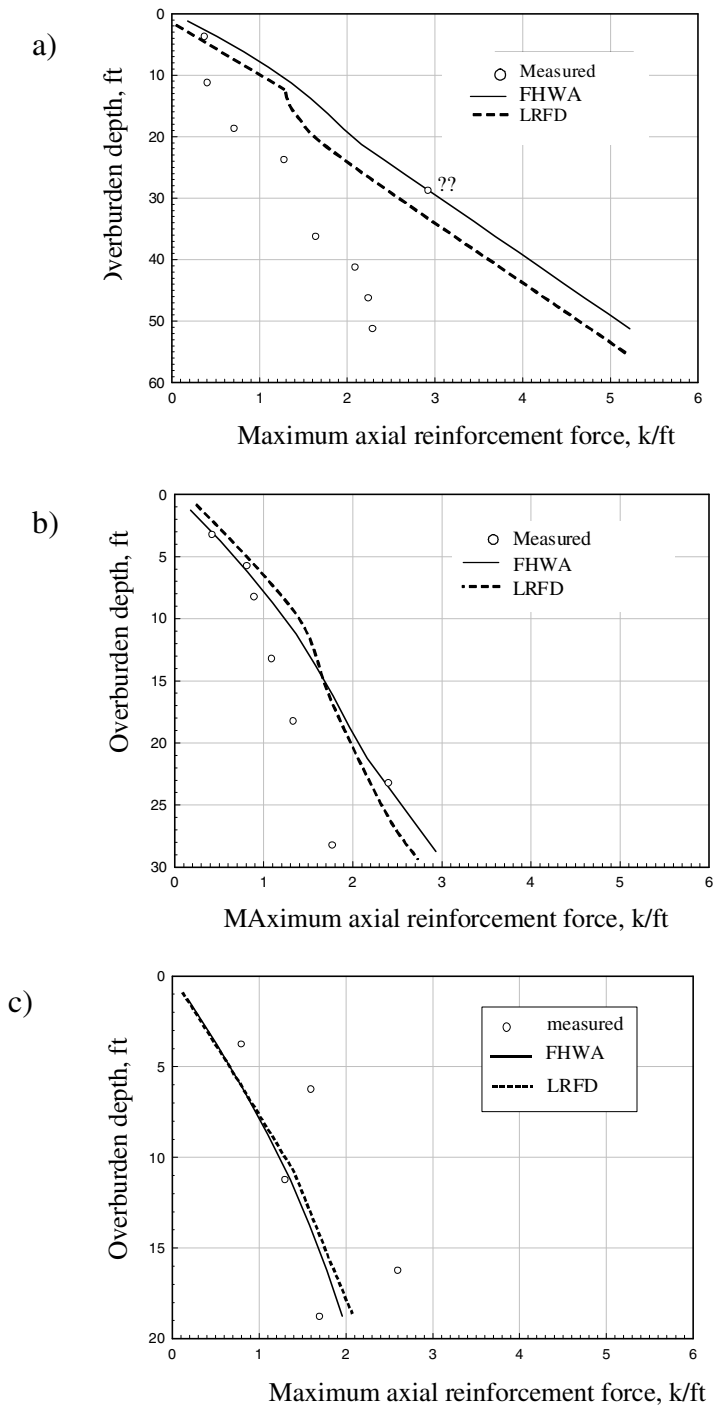 a)
0
10
20
30
40
50
60
Overburden depth, ft
Measured
FHWA
LRFD
??
0 1 2 3 4 5 6
Maximum axial reinforcement force, k/ft
b)
0
5
10
15
20
25
30
Overburden depth, ft
Measured
FHWA
LRFD
0 1 2 3 4 5 6
MAximum axial reinforcement force, k/ft
c)
0
5
10
15
20
Overburden depth, ft
measured
FHWA
LRFD
0 1 2 3 4 5 6
Maximum axial reinforcement force, k/ft